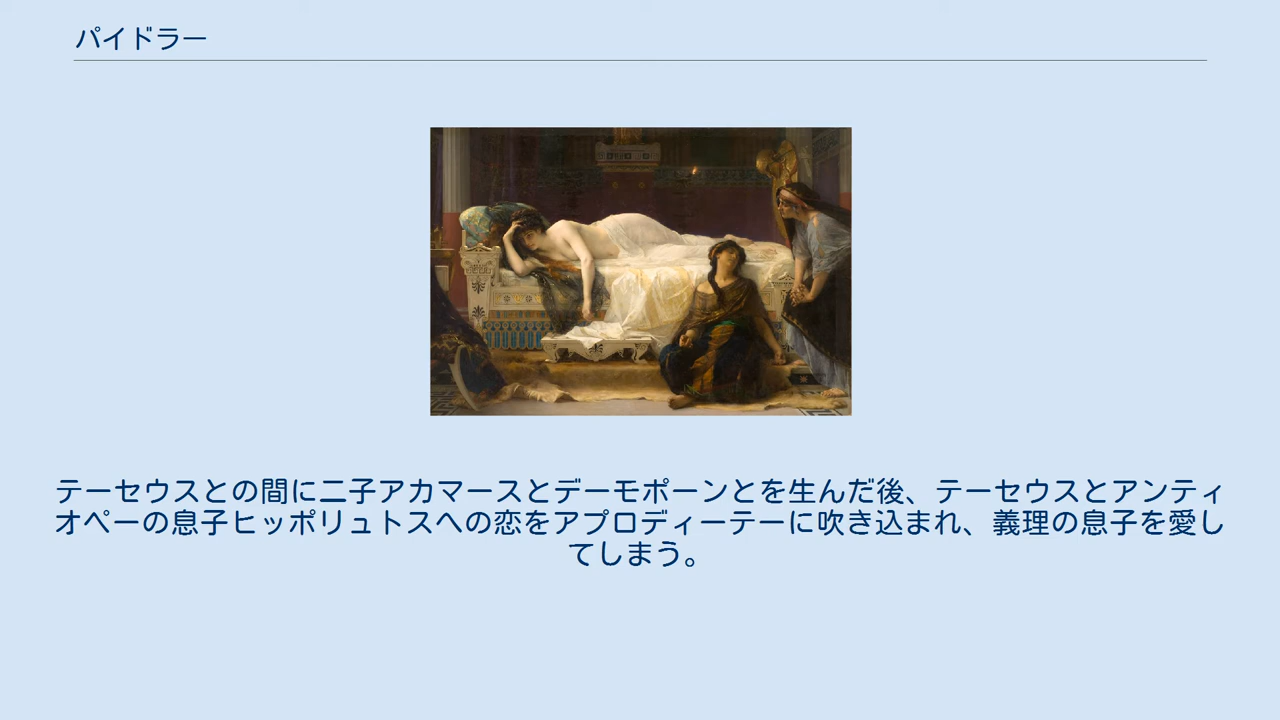 パイドラー
テーセウスとの間に二子アカマースとデーモポーンとを生んだ後、テーセウスとアンティ
オペーの息子ヒッポリュトスへの恋をアプロディーテーに吹き込まれ、義理の息子を愛し
てしまう。